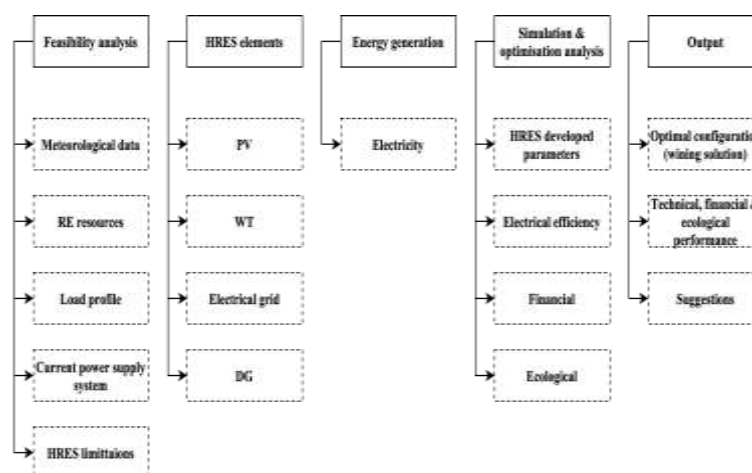 Feasibility analysis
Meteorological data
RE resources
Load profile
Current power supply
system
HRES limittaions
HRES elements
PV
WT
Electrical grid
DG
Energy generation
Electricity
Simulation &
optimisation analysis
HRES developed
parameters
Electrical efficiency
Financial
Ecological
Output
Optimal configuration
(wining solution)
Technical, financial &
ecological
performance
Suggestions